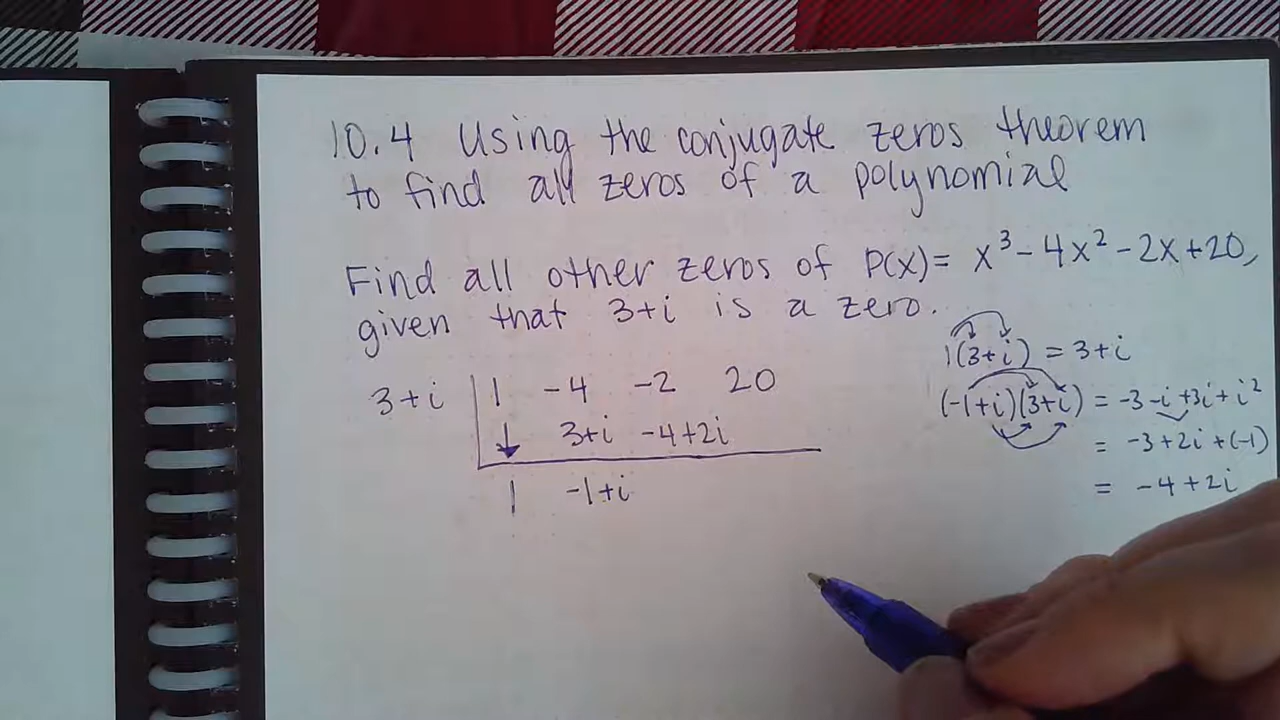 10.4 Using the conjugate zeros theorem
to find all zeros of a polynomial
Find all other zeros of P(x) = x³ - 4x² - 2x + 20,
given that 3+i is a zero.
1(3+i) = 3+i
3+i | 1 -4 -2 20
(-1+i)(3+i) = -3 - i + 3i + i²
3+i -4+2i
= -3 + 2i + (-1)
1 -1+i
= -4 + 2i